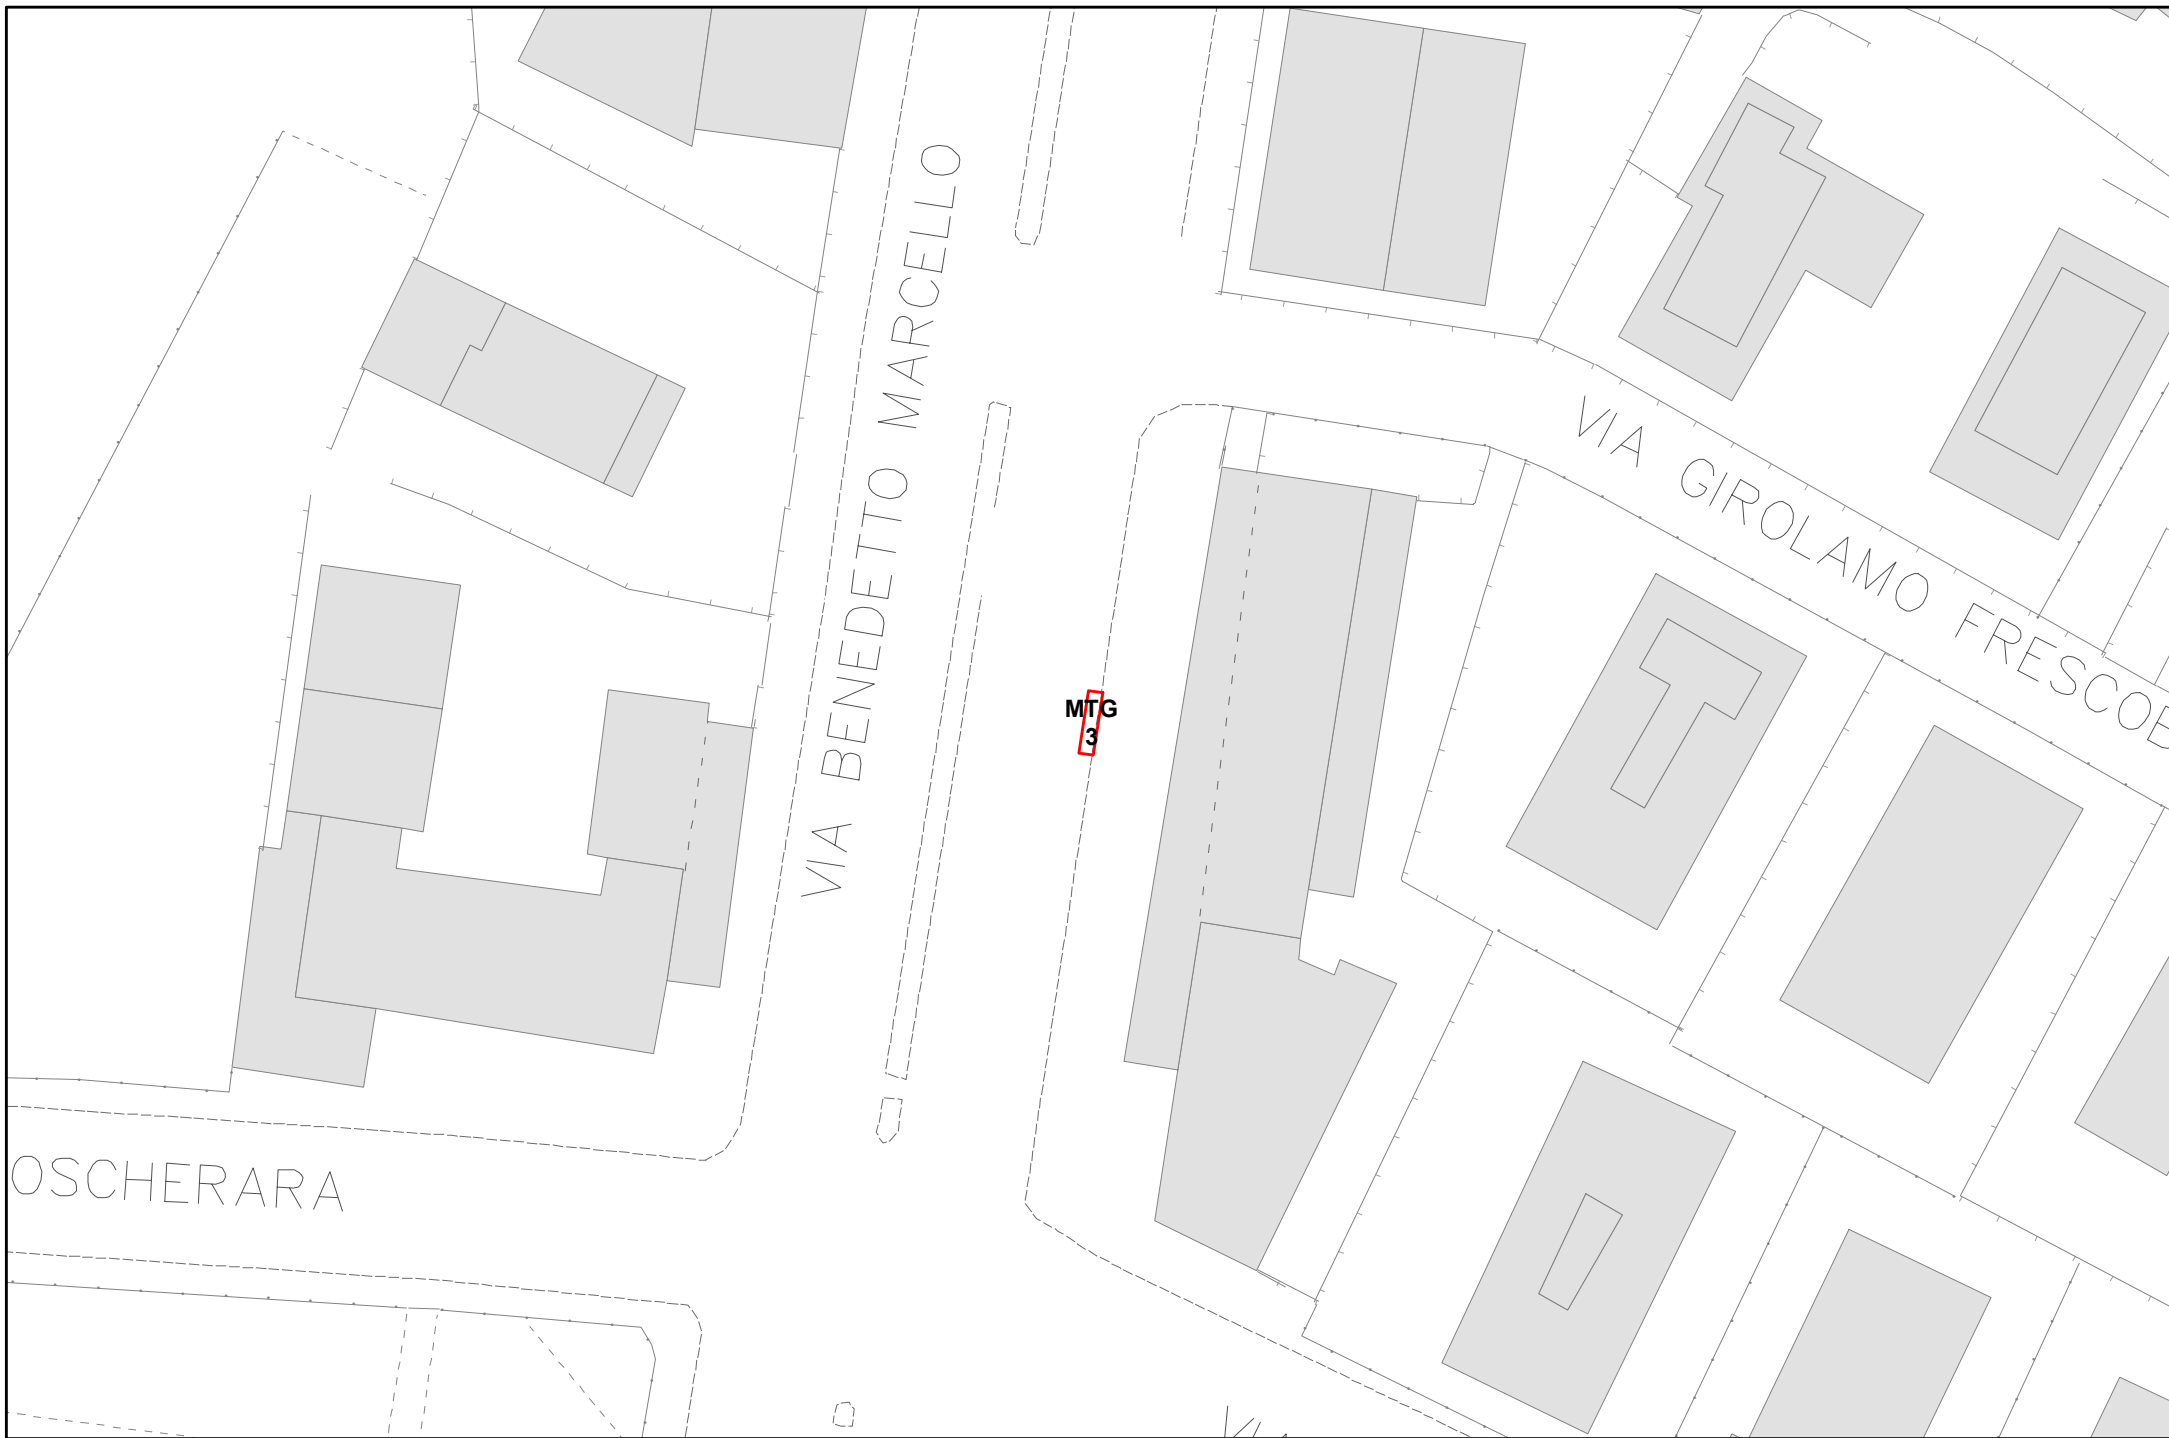 VIA BENEDETTO MARCELLO
VIA GIROLAMO FRESCOB
MTG
3
OSCHERARA